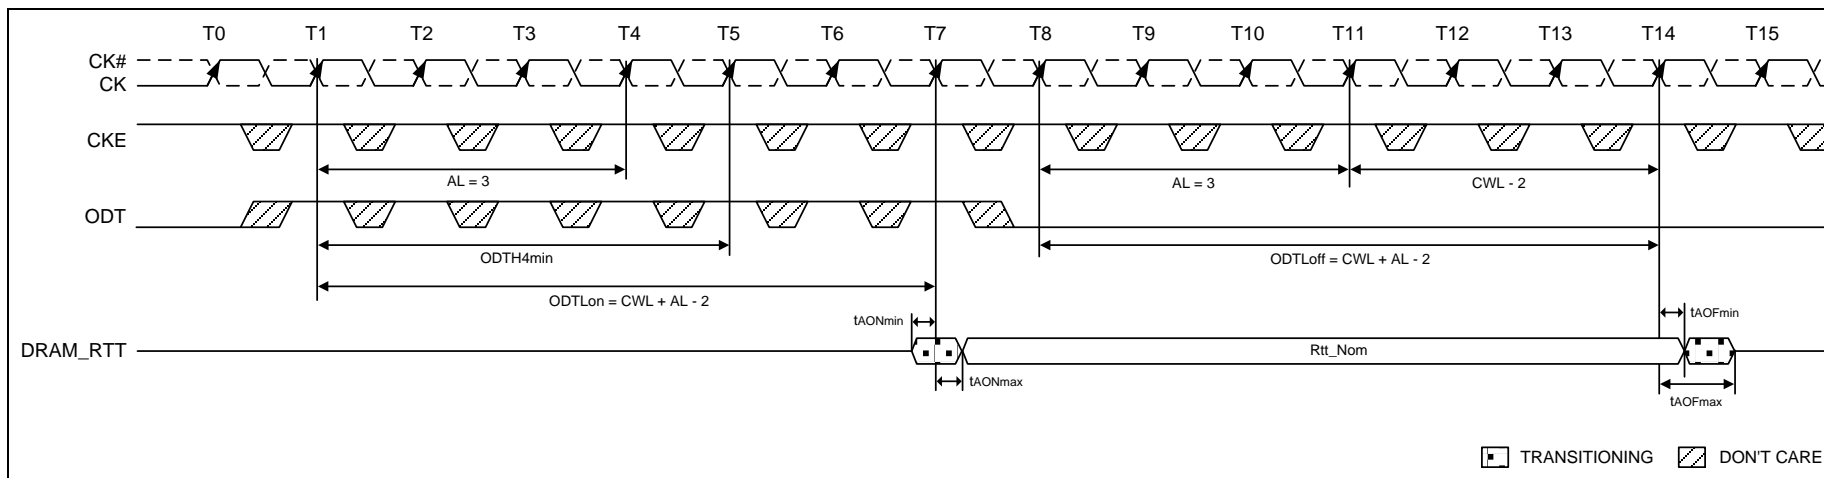 T0 T1 T2 T3 T4 T5 T6 T7 T8 T9 T10 T11 T12 T13 T14 T15
CK#
CK
CKE
AL = 3 AL = 3 CWL - 2
ODT
ODTH4min ODTLoff = CWL + AL - 2
ODTLon = CWL + AL - 2
tAONmin tAOFmin
DRAM_RTT Rtt_Nom
tAONmax
tAOFmax
TRANSITIONING DON'T CARE